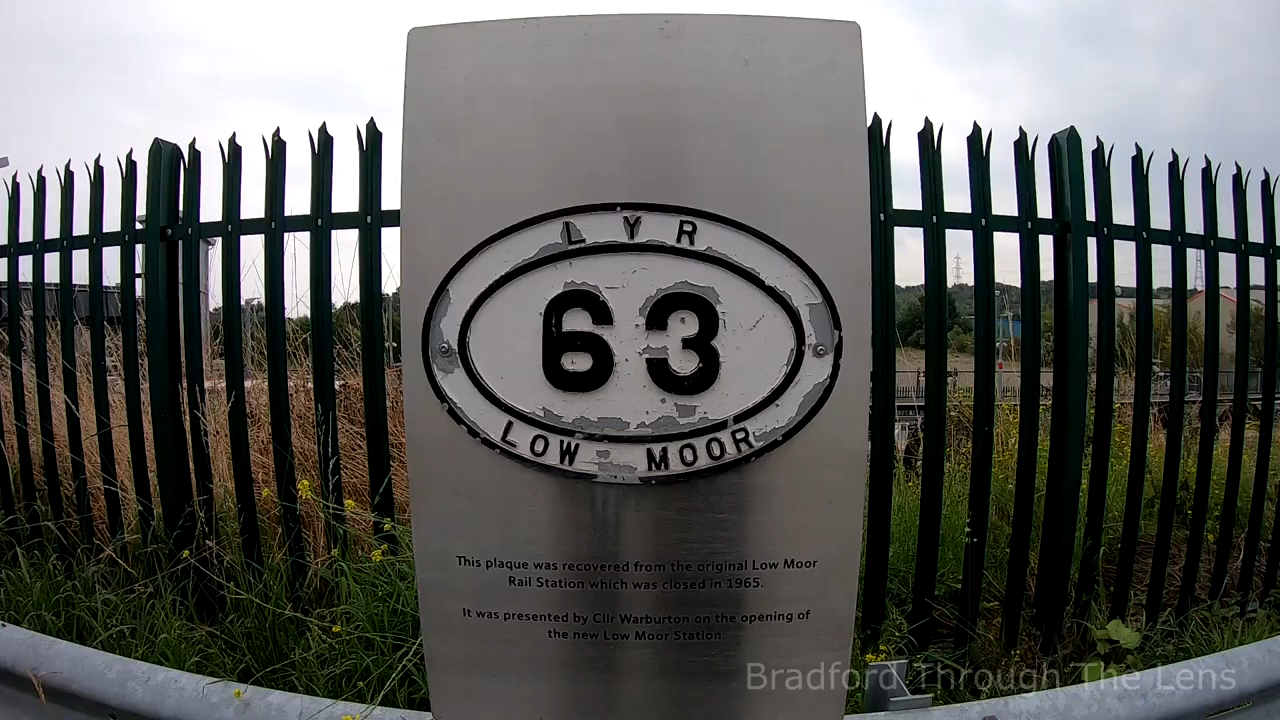 LYR
63
LOW MOOR
This plaque was recovered from the original Low Moor
Rail Station which was closed in 1965.
It was presented by Cllr Warburton on the opening of
the new Low Moor Station.
Bradford Through The Lens